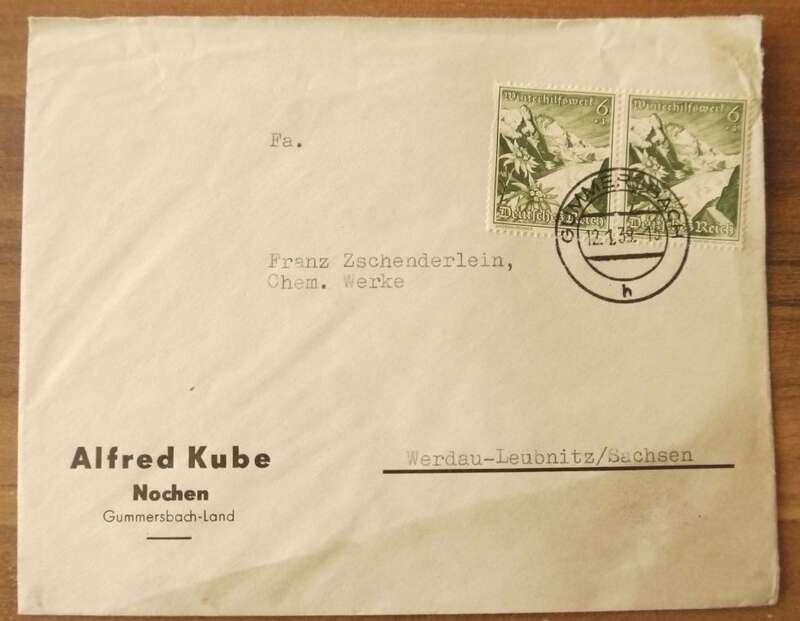 Winterhilfswerk 6
Deutsches Reich
Winterhilfswerk 6
Deutsches Reich
GUMMERSBACH
12.1.39.
h
Fa.
Franz Zschenderlein,
Chem. Werke
Werdau-Leubnitz/Sachsen
Alfred Kube
Nochen
Gummersbach-Land